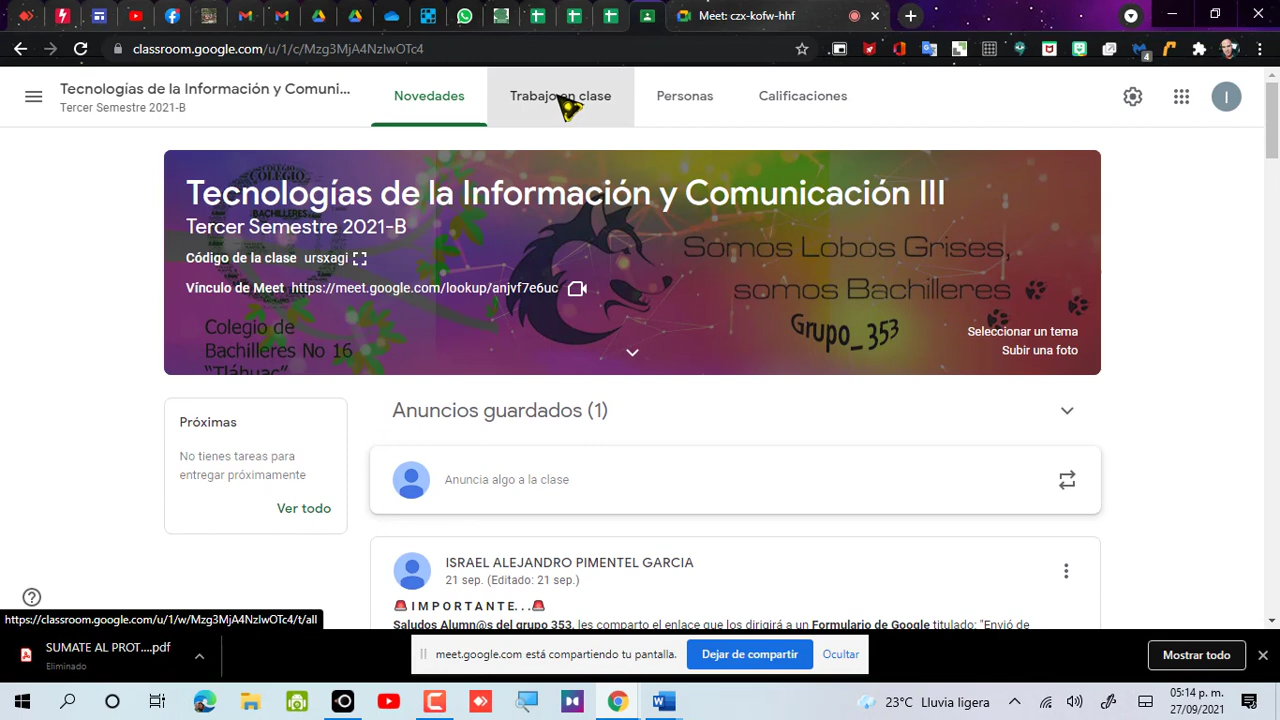 Meet: czx-kofw-hhf
classroom.google.com/u/1/c/Mzg3MjA4NzIwOTc4
4
Tecnologías de la Información y Comuni...
Tercer Semestre 2021-B
Novedades
Trabajo en clase
Personas
Calificaciones
I
COLEGIO
BACHILLERES
Tecnologías de la Información y Comunicación III
Tercer Semestre 2021-B
Código de la clase ursxagi
Vínculo de Meet https://meet.google.com/lookup/anjvf7e6uc
Somos Lobos Grises,
somos Bachilleres
Grupo_353
Colegio de
Bachilleres No 16
"Tláhuac"
Seleccionar un tema
Subir una foto
Próximas
No tienes tareas para
entregar próximamente
Ver todo
Anuncios guardados (1)
Anuncia algo a la clase
ISRAEL ALEJANDRO PIMENTEL GARCIA
21 sep. (Editado: 21 sep.)
🚨 I M P O R T A N T E. . .🚨
Saludos Alumn@s del grupo 353, les comparto el enlace que los dirigirá a un Formulario de Google titulado: "Envió de
https://classroom.google.com/u/1/w/Mzg3MjA4NzIwOTc4/t/all
SUMATE AL PROT....pdf
Eliminado
meet.google.com está compartiendo tu pantalla.
Dejar de compartir
Ocultar
Mostrar todo
23°C Lluvia ligera
05:14 p. m.
27/09/2021